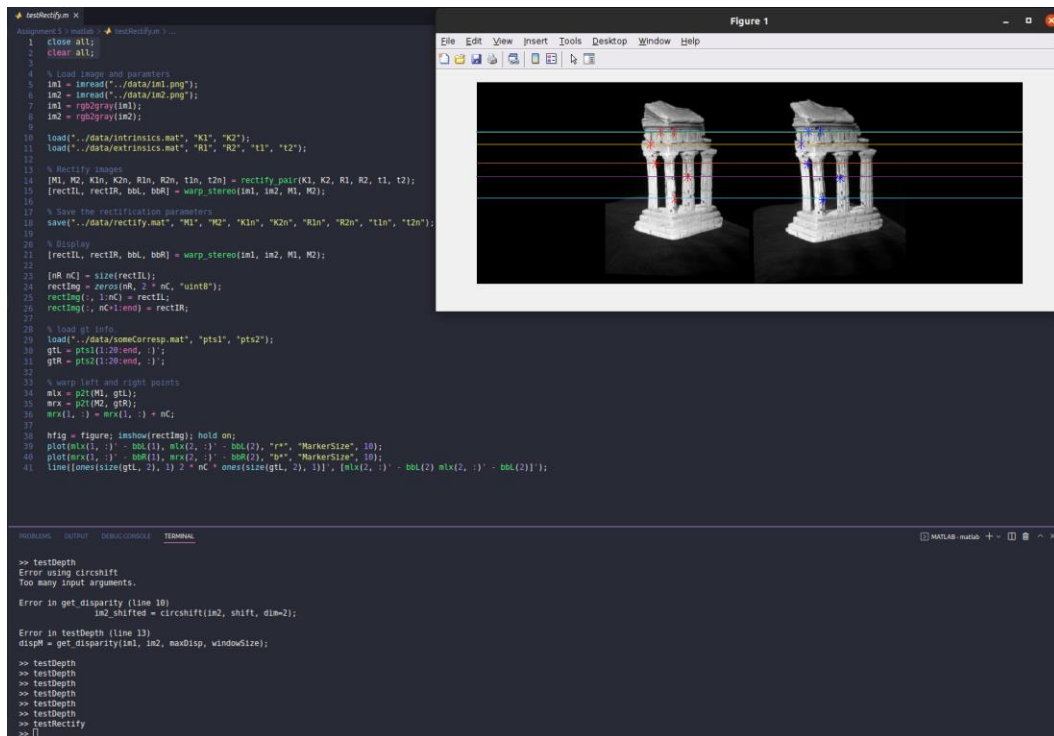 testRectify.m ×
Assignment 5 > matlab > testRectify.m > ...
1 close all;
2 clear all;
3
4 % Load image and paramters
5 im1 = imread("../data/im1.png");
6 im2 = imread("../data/im2.png");
7 im1 = rgb2gray(im1);
8 im2 = rgb2gray(im2);
9
10 load("../data/intrinsics.mat", "K1", "K2");
11 load("../data/extrinsics.mat", "R1", "R2", "t1", "t2");
12
13 % Rectify images
14 [M1, M2, K1n, K2n, R1n, R2n, t1n, t2n] = rectify_pair(K1, K2, R1, R2, t1, t2);
15 [rectIL, rectIR, bbL, bbR] = warp_stereo(im1, im2, M1, M2);
16
17 % Save the rectification parameters
18 save("../data/rectify.mat", "M1", "M2", "K1n", "K2n", "R1n", "R2n", "t1n", "t2n");
19
20 % Display
21 [rectIL, rectIR, bbL, bbR] = warp_stereo(im1, im2, M1, M2);
22
23 [nR nC] = size(rectIL);
24 rectImg = zeros(nR, 2 * nC, "uint8");
25 rectImg(:, 1:nC) = rectIL;
26 rectImg(:, nC+1:end) = rectIR;
27
28 % load gt info.
29 load("../data/someCorresp.mat", "pts1", "pts2");
30 gtL = pts1(1:20:end, :)';
31 gtR = pts2(1:20:end, :)';
32
33 % warp left and right points
34 mlx = p2t(M1, gtL);
35 mrx = p2t(M2, gtR);
36 mrx(1, :) = mrx(1, :) + nC;
37
38 hfig = figure; imshow(rectImg); hold on;
39 plot(mlx(1, :)' - bbL(1), mlx(2, :)' - bbL(2), "r*", "MarkerSize", 10);
40 plot(mrx(1, :)' - bbR(1), mrx(2, :)' - bbR(2), "b*", "MarkerSize", 10);
41 line([ones(size(gtL, 2), 1) 2 * nC * ones(size(gtL, 2), 1)]', [mlx(2, :)' - bbL(2) mlx(2, :)' - bbL(2)]');
Figure 1
File Edit View Insert Tools Desktop Window Help
PROBLEMS OUTPUT DEBUG CONSOLE TERMINAL
MATLAB - matlab
>> testDepth
Error using circshift
Too many input arguments.
Error in get_disparity (line 10)
im2_shifted = circshift(im2, shift, dim=2);
Error in testDepth (line 13)
dispM = get_disparity(im1, im2, maxDisp, windowSize);
>> testDepth
>> testDepth
>> testDepth
>> testDepth
>> testDepth
>> testDepth
>> testRectify
>>